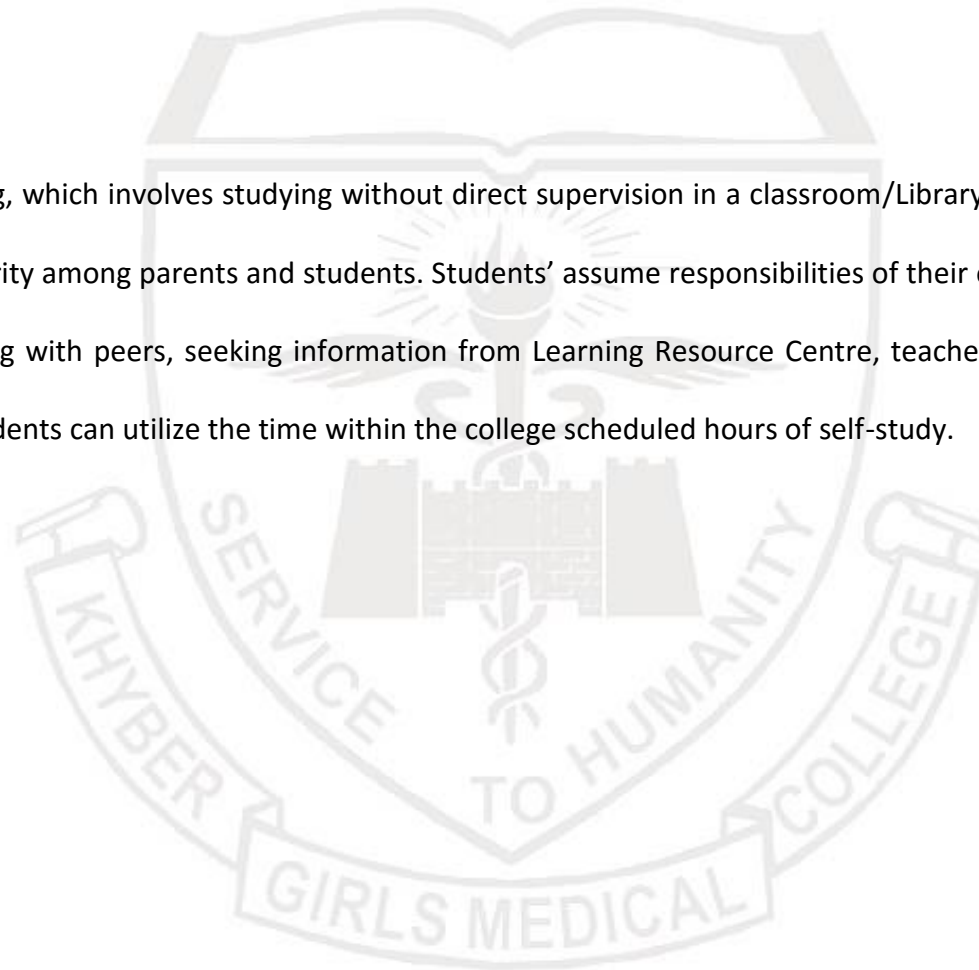 g, which involves studying without direct supervision in a classroom/Library
rity among parents and students. Students’ assume responsibilities of their
g with peers, seeking information from Learning Resource Centre, teache
dents can utilize the time within the college scheduled hours of self-study.
SERVICE TO HUMANITY
KHYBER GIRLS MEDICAL COLLEGE